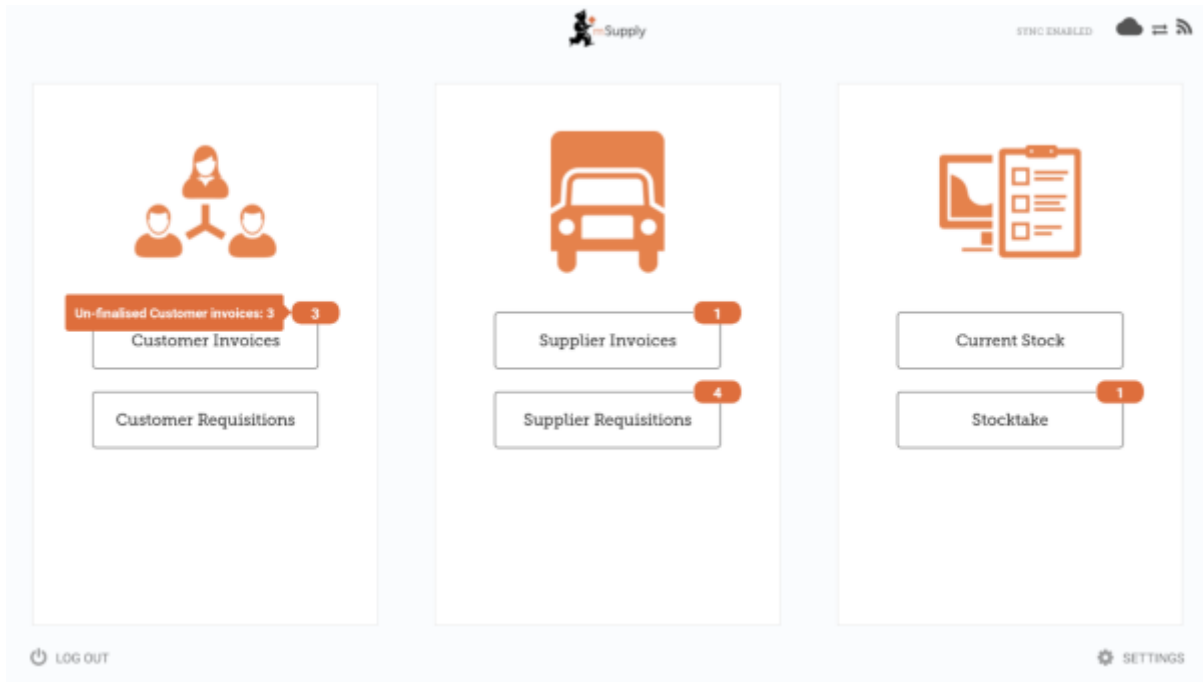 mSupply
SYNC ENABLED
Un-finalised Customer invoices: 3
3
Customer Invoices
Customer Requisitions
1
Supplier Invoices
4
Supplier Requisitions
Current Stock
1
Stocktake
LOG OUT
SETTINGS